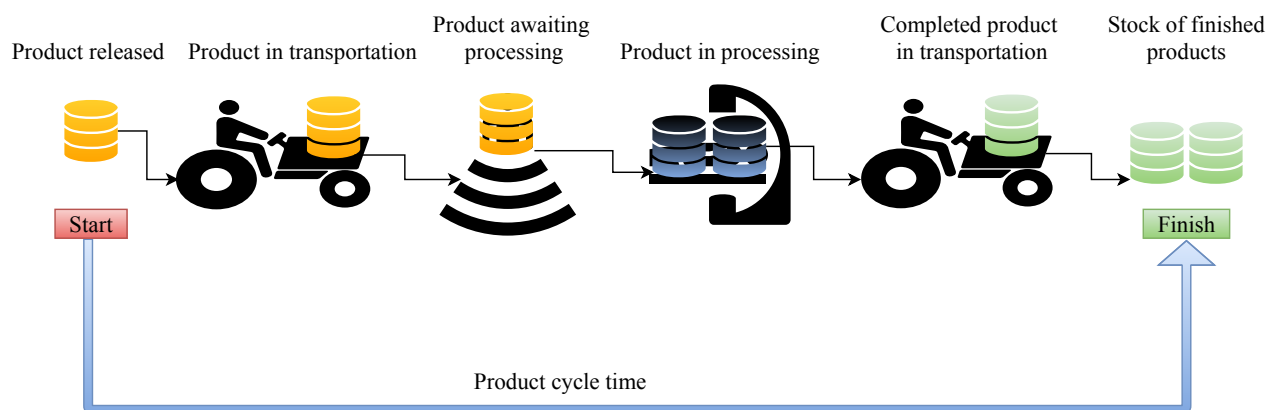 Product released
Product in transportation
Product awaiting
processing
Product in processing
Completed product
in transportation
Stock of finished
products
Start
Finish
Product cycle time